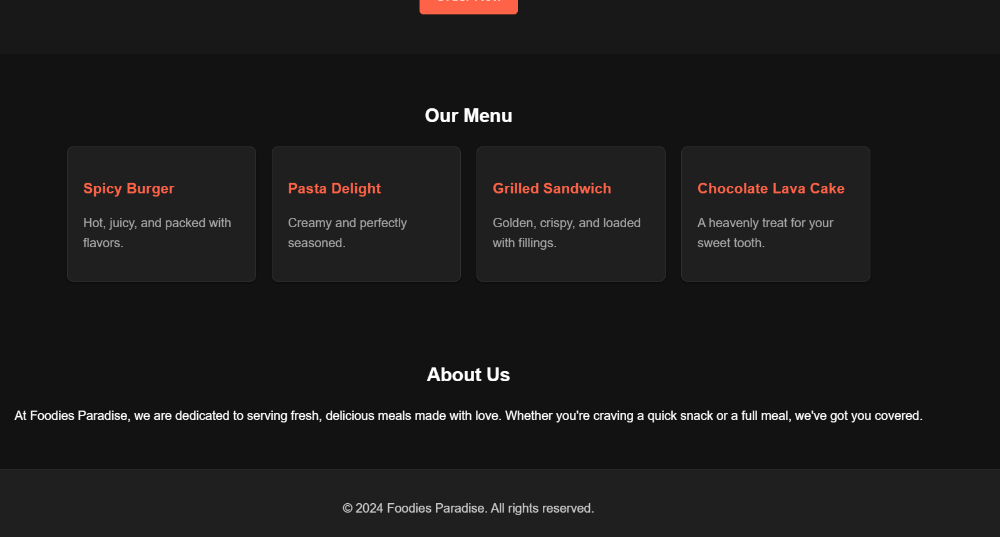 Our Menu
Spicy Burger
Hot, juicy, and packed with
flavors.
Pasta Delight
Creamy and perfectly
seasoned.
Grilled Sandwich
Golden, crispy, and loaded
with fillings.
Chocolate Lava Cake
A heavenly treat for your
sweet tooth.
About Us
At Foodies Paradise, we are dedicated to serving fresh, delicious meals made with love. Whether you're craving a quick snack or a full meal, we've got you covered.
© 2024 Foodies Paradise. All rights reserved.